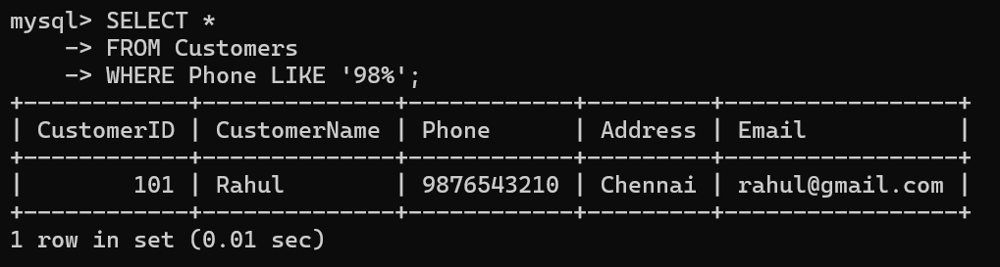 mysql> SELECT *
    -> FROM Customers
    -> WHERE Phone LIKE '98%';
+------------+--------------+------------+---------+-----------------+
| CustomerID | CustomerName | Phone      | Address | Email           |
+------------+--------------+------------+---------+-----------------+
|        101 | Rahul        | 9876543210 | Chennai | rahul@gmail.com |
+------------+--------------+------------+---------+-----------------+
1 row in set (0.01 sec)